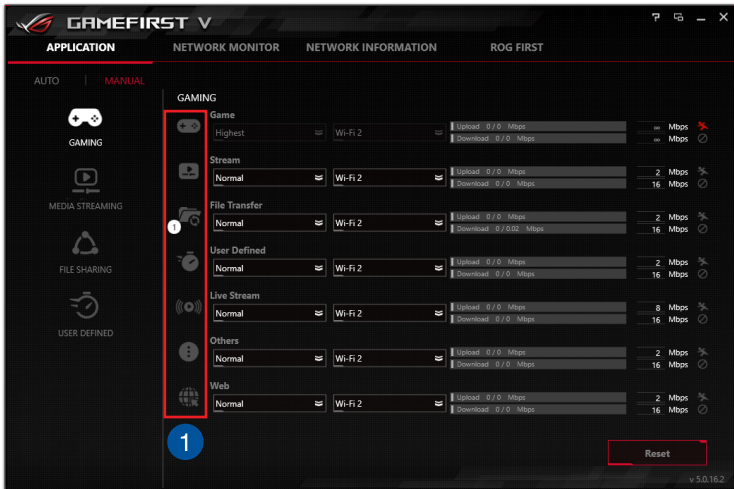 GAMEFIRST V
APPLICATION NETWORK MONITOR NETWORK INFORMATION ROG FIRST
AUTO | MANUAL
GAMING
MEDIA STREAMING
FILE SHARING
USER DEFINED
GAMING
Game
Highest Wi-Fi 2 Upload 0 / 0 Mbps ∞ Mbps
Download 0 / 0 Mbps ∞ Mbps
Stream
Normal Wi-Fi 2 Upload 0 / 0 Mbps 2 Mbps
Download 0 / 0 Mbps 16 Mbps
1
File Transfer
Normal Wi-Fi 2 Upload 0 / 0 Mbps 2 Mbps
Download 0 / 0.02 Mbps 16 Mbps
User Defined
Normal Wi-Fi 2 Upload 0 / 0 Mbps 2 Mbps
Download 0 / 0 Mbps 16 Mbps
Live Stream
Normal Wi-Fi 2 Upload 0 / 0 Mbps 8 Mbps
Download 0 / 0 Mbps 16 Mbps
Others
Normal Wi-Fi 2 Upload 0 / 0 Mbps 2 Mbps
Download 0 / 0 Mbps 16 Mbps
Web
Normal Wi-Fi 2 Upload 0 / 0 Mbps 2 Mbps
Download 0 / 0 Mbps 16 Mbps
1
Reset
v 5.0.16.2